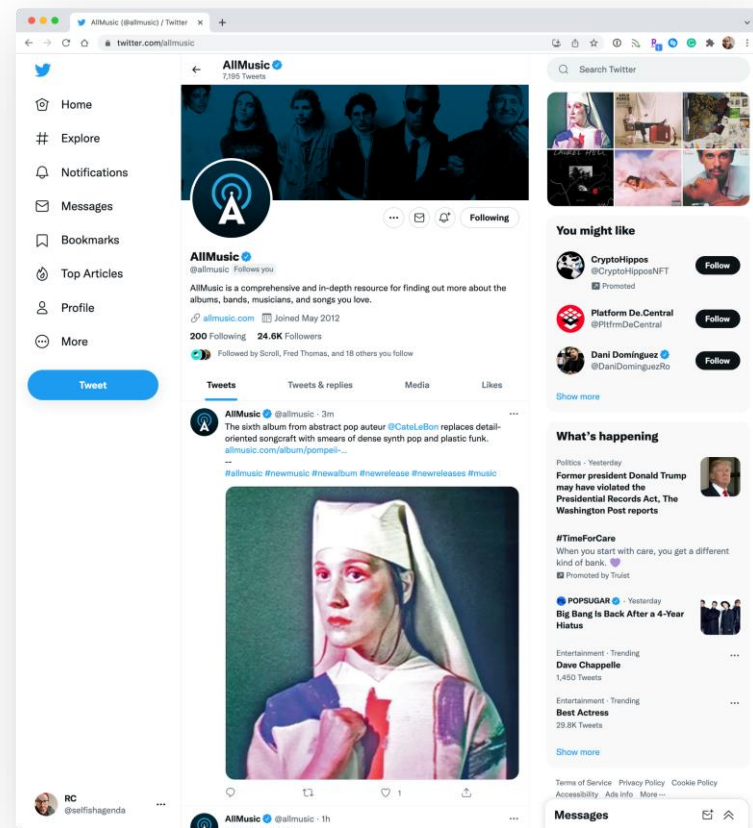 AllMusic (@allmusic) / Twitter
twitter.com/allmusic
Home
Explore
Notifications
Messages
Bookmarks
Top Articles
Profile
More
Tweet
RC
@selfishagenda
AllMusic
7,195 Tweets
A
Following
AllMusic
@allmusic Follows you
AllMusic is a comprehensive and in-depth resource for finding out more about the
albums, bands, musicians, and songs you love.
allmusic.com Joined May 2012
200 Following 24.6K Followers
Followed by Scroll, Fred Thomas, and 18 others you follow
Tweets Tweets & replies Media Likes
AllMusic @allmusic · 3m
The sixth album from abstract pop auteur @CateLeBon replaces detail-
oriented songcraft with smears of dense synth pop and plastic funk.
allmusic.com/album/pompeii-...
--
#allmusic #newmusic #newalbum #newrelease #newreleases #music
1
AllMusic @allmusic · 1h
Search Twitter
LAUREL HELL
You might like
CryptoHippos
@CryptoHipposNFT
Promoted
Follow
Platform De.Central
@PltfrmDeCentral
Follow
Dani Domínguez
@DaniDominguezRo
Follow
Show more
What's happening
Politics · Yesterday
Former president Donald Trump
may have violated the
Presidential Records Act, The
Washington Post reports
#TimeForCare
When you start with care, you get a different
kind of bank. 💜
Promoted by Truist
POPSUGAR · Yesterday
Big Bang Is Back After a 4-Year
Hiatus
Entertainment · Trending
Dave Chappelle
1,450 Tweets
Entertainment · Trending
Best Actress
29.8K Tweets
Show more
Terms of Service Privacy Policy Cookie Policy
Accessibility Ads info More ···
Messages